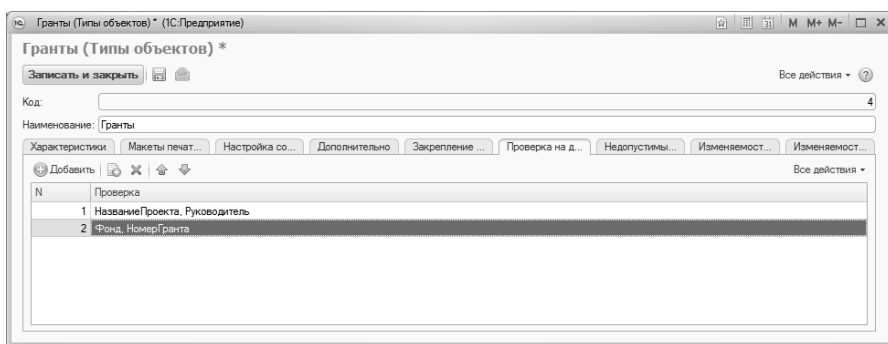 Гранты (Типы объектов) * (1С:Предприятие)
M M+ M-
Гранты (Типы объектов) *
Записать и закрыть
Все действия
Код: 4
Наименование: Гранты
Характеристики Макеты печат... Настройка со... Дополнительно Закрепление ... Проверка на д... Недопустимы... Изменяемост... Изменяемост...
Добавить Все действия
N Проверка
1 НазваниеПроекта, Руководитель
2 Фонд, НомерГранта